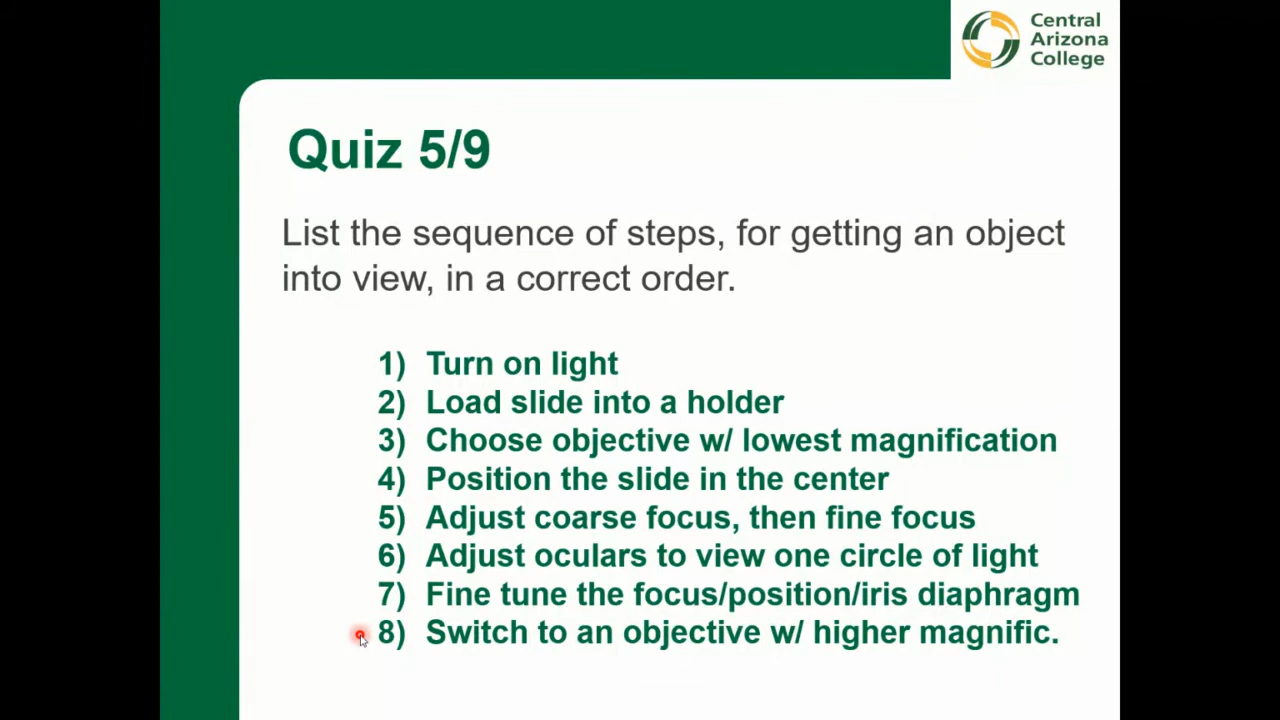 Central
Arizona
College
Quiz 5/9
List the sequence of steps, for getting an object
into view, in a correct order.
1) Turn on light
2) Load slide into a holder
3) Choose objective w/ lowest magnification
4) Position the slide in the center
5) Adjust coarse focus, then fine focus
6) Adjust oculars to view one circle of light
7) Fine tune the focus/position/iris diaphragm
8) Switch to an objective w/ higher magnific.